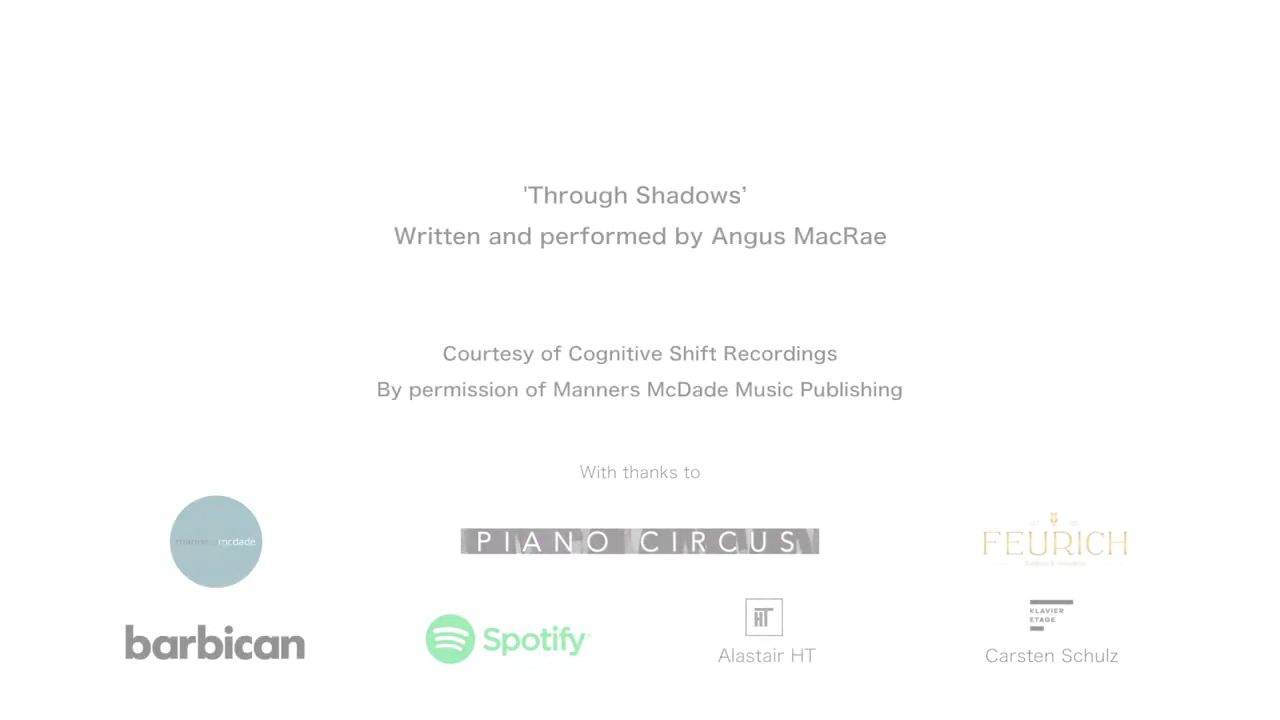 'Through Shadows’
Written and performed by Angus MacRae
Courtesy of Cognitive Shift Recordings
By permission of Manners McDade Music Publishing
With thanks to
manners mcdade
PIANO CIRCUS
FEURICH
barbican
Spotify
HT
Alastair HT
KLAVIER
ETAGE
Carsten Schulz